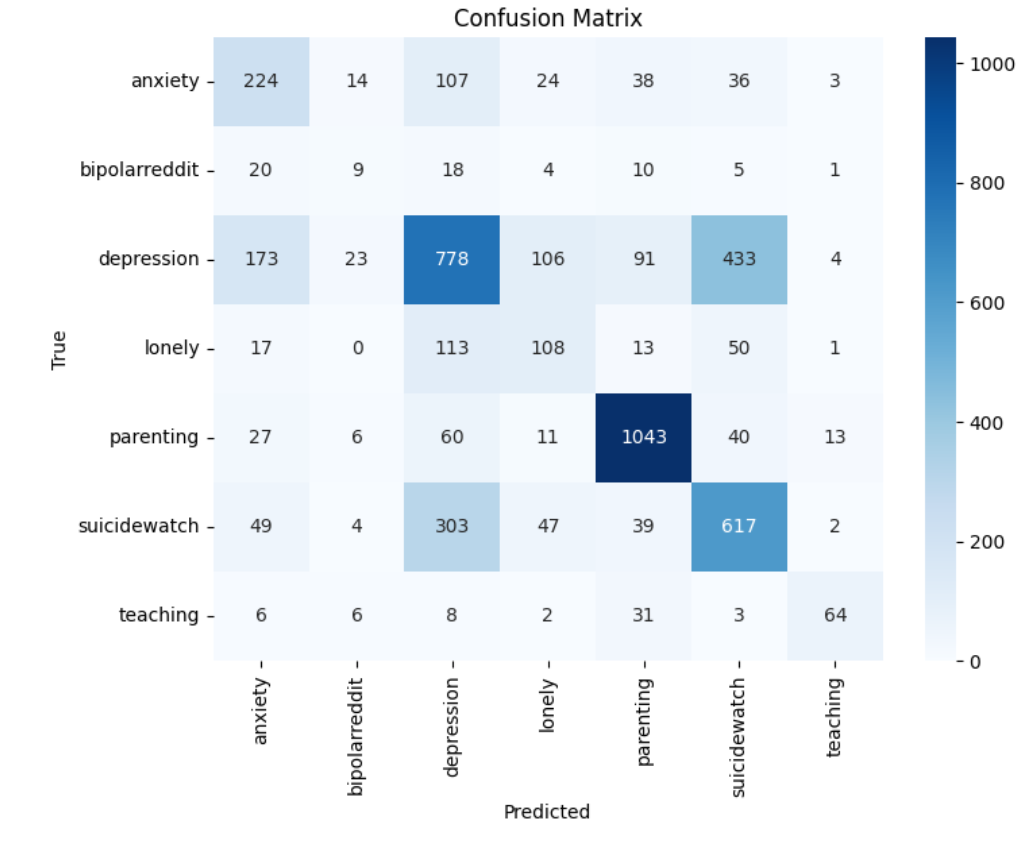 Confusion Matrix
anxiety 224 14 107 24 38 36 3
bipolarreddit 20 9 18 4 10 5 1
depression 173 23 778 106 91 433 4
lonely 17 0 113 108 13 50 1
parenting 27 6 60 11 1043 40 13
suicidewatch 49 4 303 47 39 617 2
teaching 6 6 8 2 31 3 64
True
anxiety bipolarreddit depression lonely parenting suicidewatch teaching
Predicted
1000
800
600
400
200
0